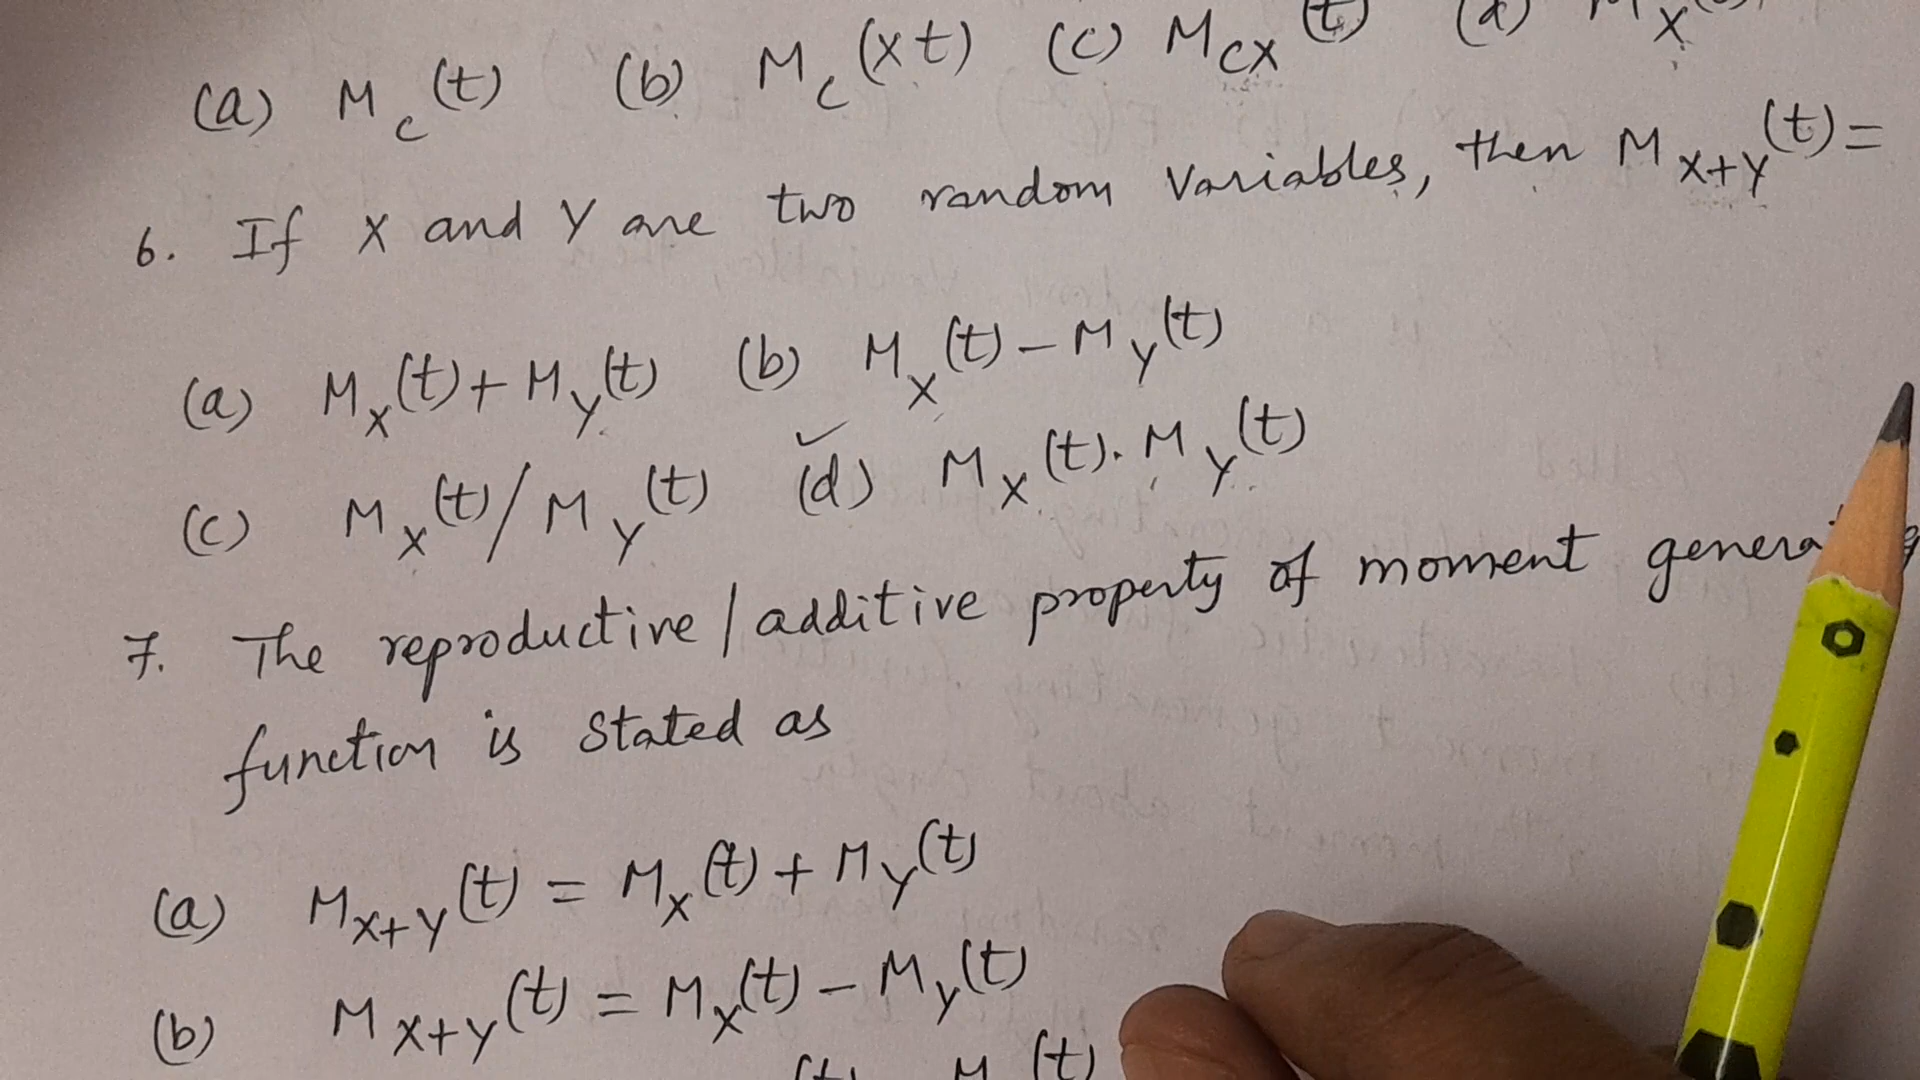 (a) M_c(t) (b) M_c(xt) (c) M_cx(t) (d) M_x
6. If X and Y are two random variables, then M_X+Y(t) =
(a) M_X(t) + M_Y(t) (b) M_X(t) – M_Y(t)
(c) M_X(t) / M_Y(t) ✓(d) M_X(t). M_Y(t)
7. The reproductive / additive property of moment
function is stated as
(a) M_X+Y(t) = M_X(t) + M_Y(t)
(b) M_X+Y(t) = M_X(t) – M_Y(t)